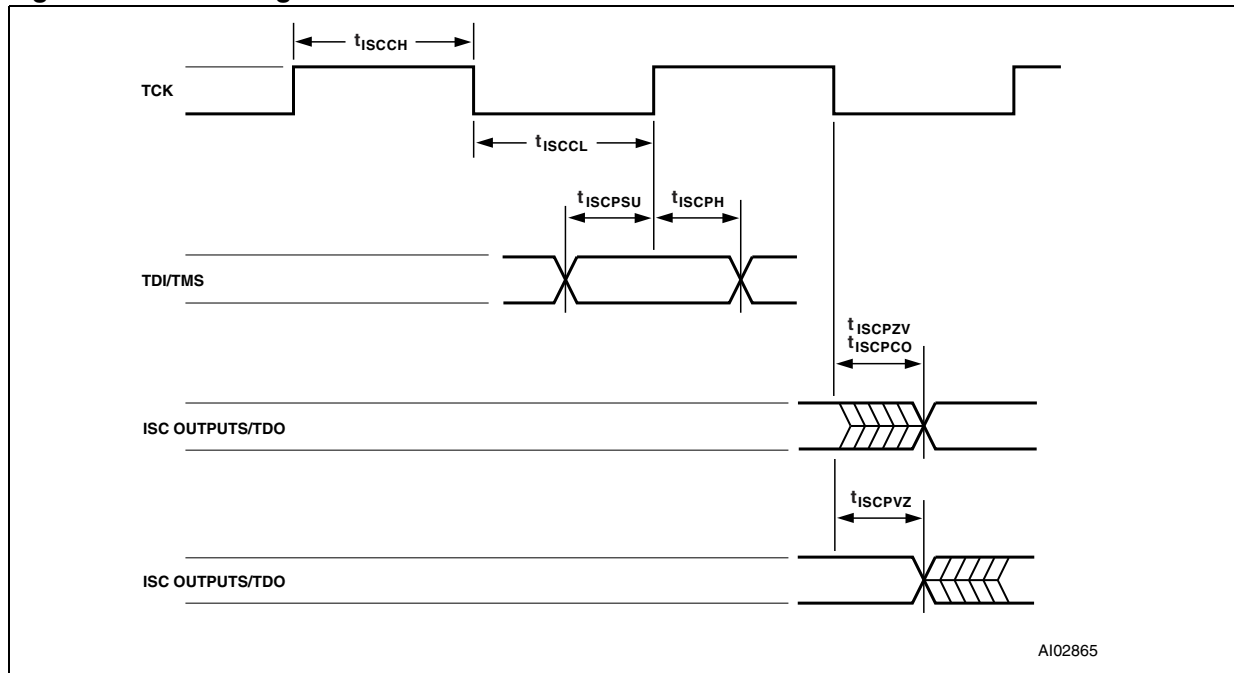 tISCCH
TCK
tISCCL
tISCPSU
tISCPH
TDI/TMS
tISCPZV
tISCPCO
ISC OUTPUTS/TDO
tISCPVZ
ISC OUTPUTS/TDO
AI02865